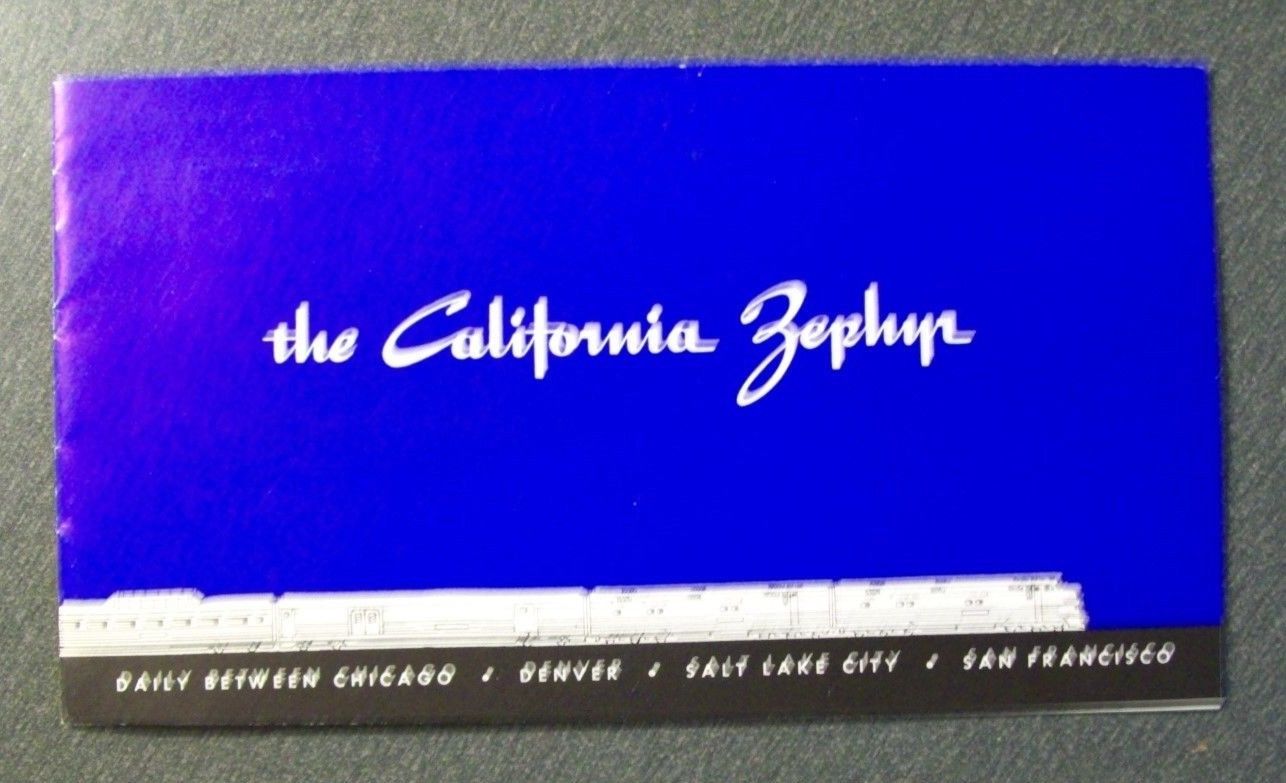 the California Zephyr
DAILY BETWEEN CHICAGO • DENVER • SALT LAKE CITY • SAN FRANCISCO